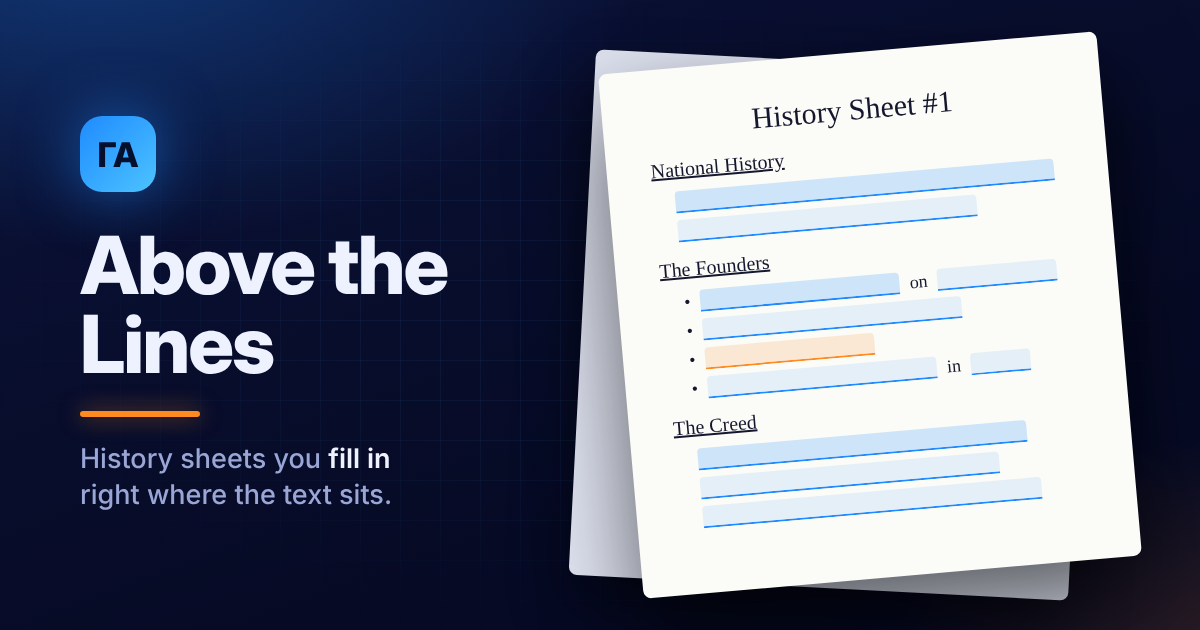 ΓΑ
Above the
Lines
History sheets you fill in
right where the text sits.
History Sheet #1
National History
The Founders
• on
•
•
• in
The Creed